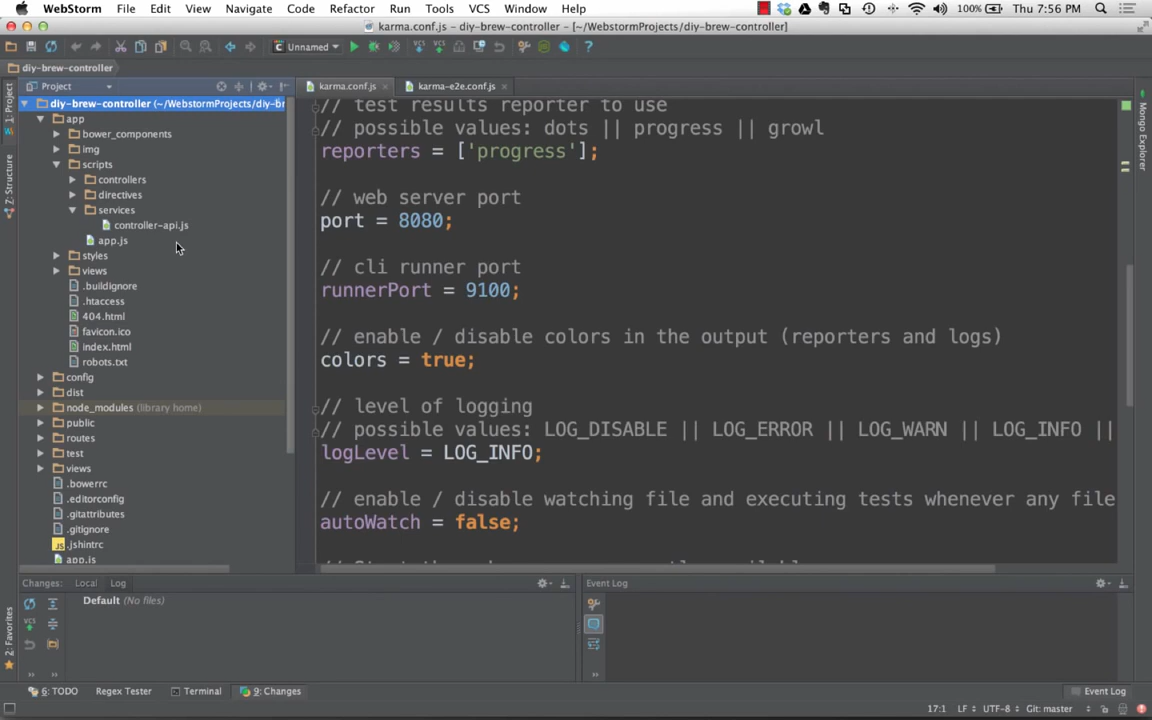 WebStorm File Edit View Navigate Code Refactor Run Tools VCS Window Help 100% Thu 7:56 PM
karma.conf.js – diy-brew-controller – [~/WebstormProjects/diy-brew-controller]
Unnamed
diy-brew-controller
Project
karma.conf.js
karma-e2e.conf.js
1: Project
Z: Structure
2: Favorites
Mongo Explorer
diy-brew-controller (~/WebstormProjects/diy-br
app
bower_components
img
scripts
controllers
directives
services
controller-api.js
app.js
styles
views
.buildignore
.htaccess
404.html
favicon.ico
index.html
robots.txt
config
dist
node_modules (library home)
public
routes
test
views
.bowerrc
.editorconfig
.gitattributes
.gitignore
.jshintrc
app.js
// test results reporter to use
// possible values: dots || progress || growl
reporters = ['progress'];
// web server port
port = 8080;
// cli runner port
runnerPort = 9100;
// enable / disable colors in the output (reporters and logs)
colors = true;
// level of logging
// possible values: LOG_DISABLE || LOG_ERROR || LOG_WARN || LOG_INFO ||
logLevel = LOG_INFO;
// enable / disable watching file and executing tests whenever any file
autoWatch = false;
Changes: Local Log
Default (No files)
Event Log
6: TODO Regex Tester Terminal 9: Changes Event Log
17:1 LF UTF-8 Git: master